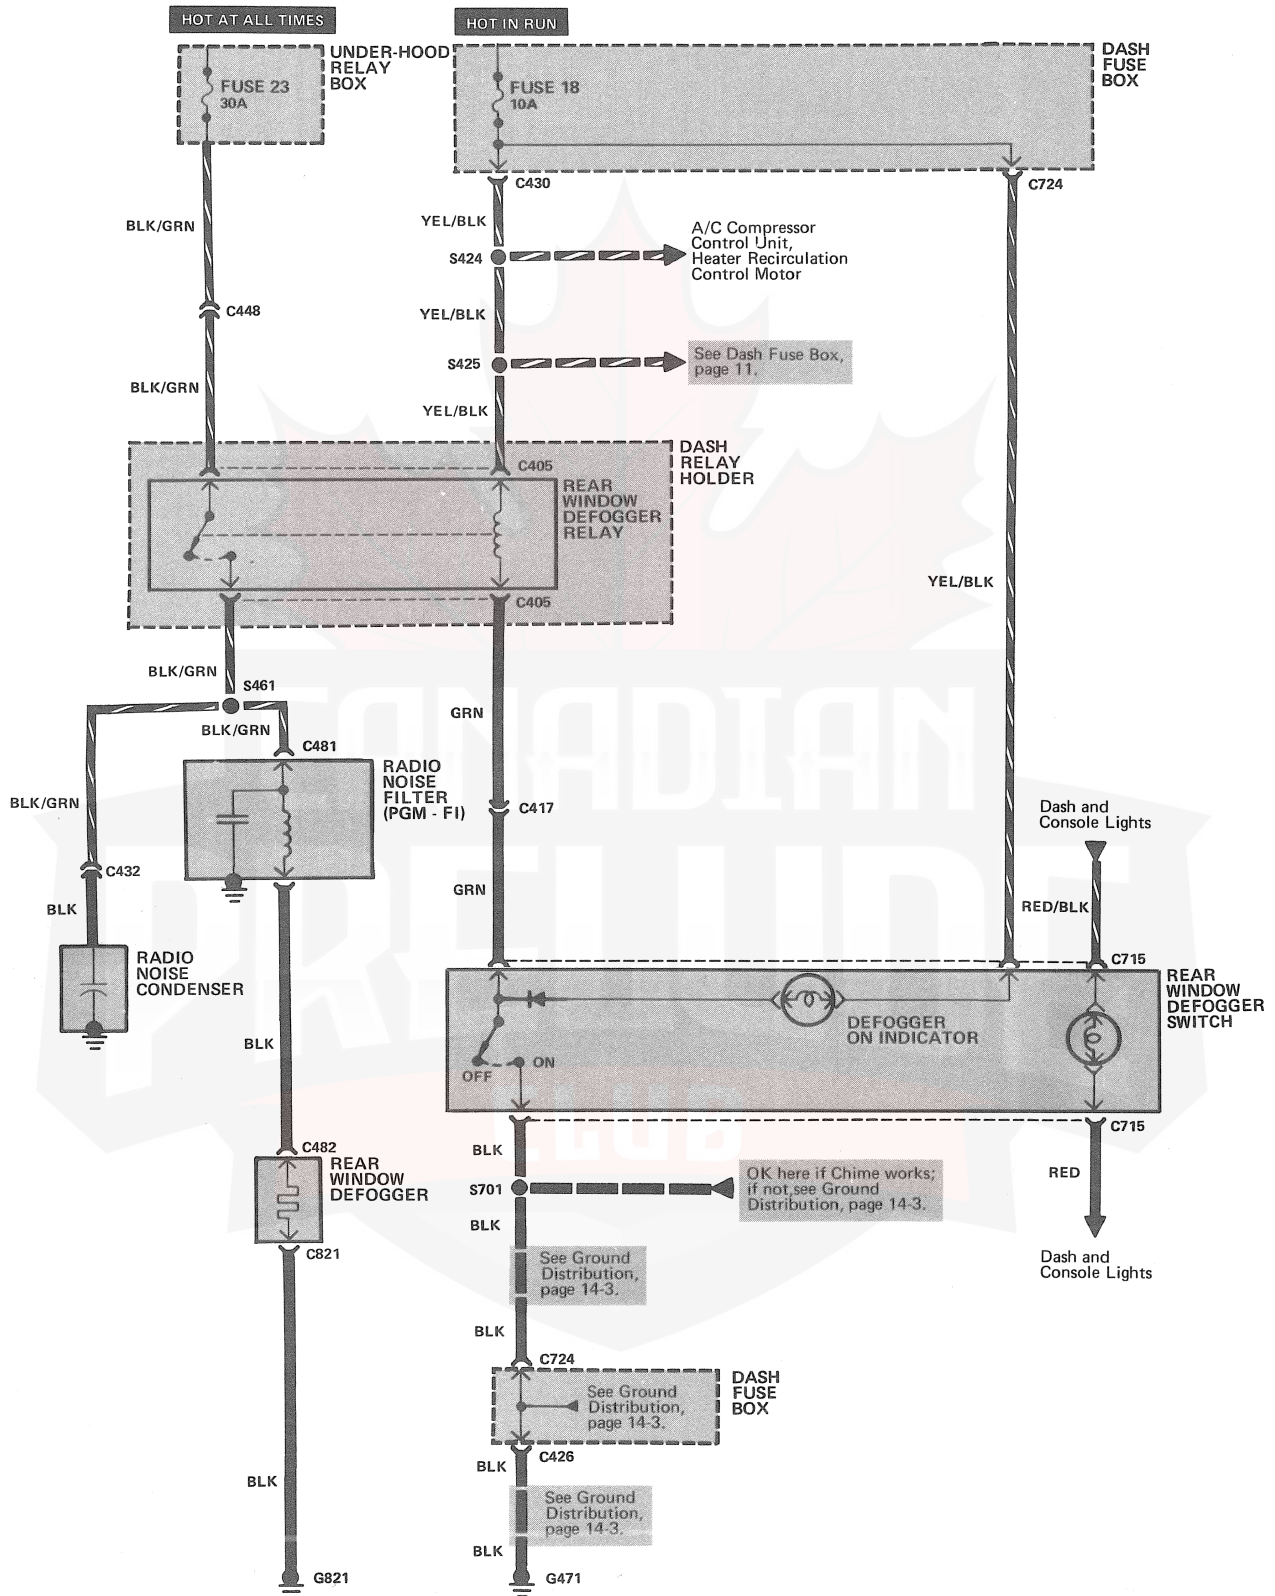 HOT AT ALL TIMES
HOT IN RUN
UNDER-HOOD
RELAY
BOX
FUSE 23
30A
FUSE 18
10A
DASH
FUSE
BOX
C430
C724
BLK/GRN
YEL/BLK
S424
A/C Compressor
Control Unit,
Heater Recirculation
Control Motor
C448
YEL/BLK
S425
See Dash Fuse Box,
page 11.
BLK/GRN
YEL/BLK
DASH
RELAY
HOLDER
C405
REAR
WINDOW
DEFOGGER
RELAY
C405
YEL/BLK
BLK/GRN
S461
BLK/GRN
GRN
C481
RADIO
NOISE
FILTER
(PGM - FI)
BLK/GRN
C417
Dash and
Console Lights
C432
BLK
GRN
RED/BLK
RADIO
NOISE
CONDENSER
C715
REAR
WINDOW
DEFOGGER
SWITCH
DEFOGGER
ON INDICATOR
OFF
ON
BLK
C715
C482
REAR
WINDOW
DEFOGGER
BLK
S701
OK here if Chime works;
if not,see Ground
Distribution, page 14-3.
RED
BLK
C821
See Ground
Distribution,
page 14-3.
Dash and
Console Lights
BLK
C724
DASH
FUSE
BOX
See Ground
Distribution,
page 14-3.
C426
BLK
BLK
See Ground
Distribution,
page 14-3.
BLK
G821
G471
CANADIAN
PRELUDE
CLUB